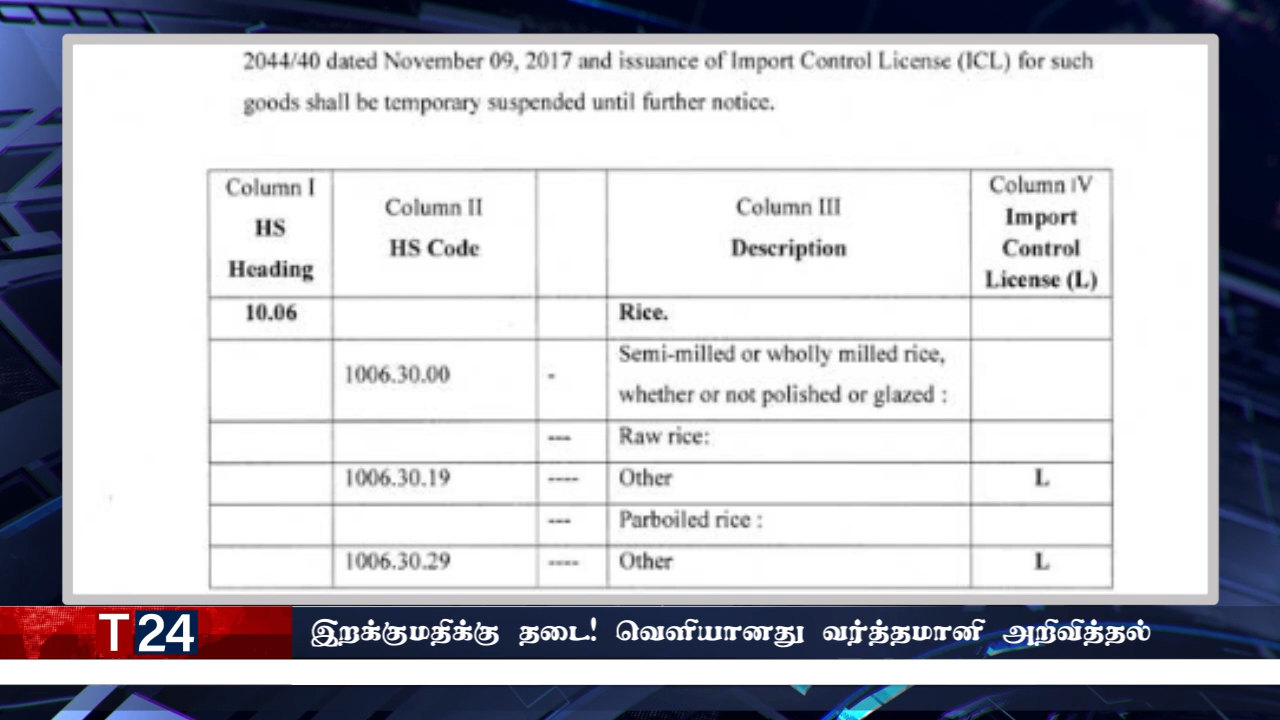 2044/40 dated November 09, 2017 and issuance of Import Control License (ICL) for such
goods shall be temporary suspended until further notice.
Column I
HS
Heading
Column II
HS Code
Column III
Description
Column IV
Import
Control
License (L)
10.06
Rice.
1006.30.00
-
Semi-milled or wholly milled rice,
whether or not polished or glazed :
---
Raw rice:
1006.30.19
----
Other
L
---
Parboiled rice :
1006.30.29
----
Other
L
T24
இறக்குமதிக்கு தடை! வெளியானது வர்த்தமானி அறிவித்தல்